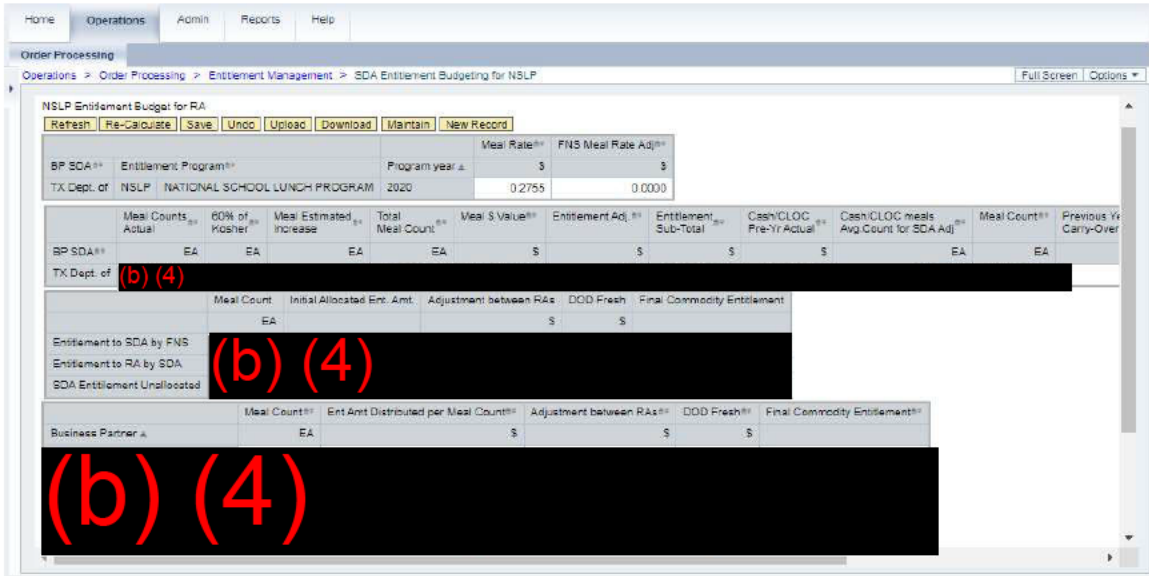 Home Operations Admin Reports Help
Order Processing
Operations > Order Processing > Entitlement Management > SDA Entitlement Budgeting for NSLP Full Screen Options
NSLP Entitlement Budget for RA
Refresh Re-Calculate Save Undo Upload Download Maintain New Record
Meal Rate FNS Meal Rate Adj
BP SDA Entitlement Program Program year $ $
TX Dept. of NSLP NATIONAL SCHOOL LUNCH PROGRAM 2020 0.2755 0.0000
Meal Counts Actual 60% of Kosher Meal Estimated Increase Total Meal Count Meal $ Value Entitlement Adj. Entitlement Sub-Total Cash/CLOC Pre-Yr Actual Cash/CLOC meals Avg.Count for SDA Adj Meal Count Previous Ye Carry-Over
BP SDA EA EA EA EA $ $ $ $ EA EA
TX Dept. of (b) (4)
Meal Count Initial Allocated Ent. Amt. Adjustment between RAs DOD Fresh Final Commodity Entitlement
EA $ $
Entitlement to SDA by FNS
Entitlement to RA by SDA
SDA Entitlement Unallocated
(b) (4)
Meal Count Ent Amt Distributed per Meal Count Adjustment between RAs DOD Fresh Final Commodity Entitlement
Business Partner EA $ $ $
(b) (4)